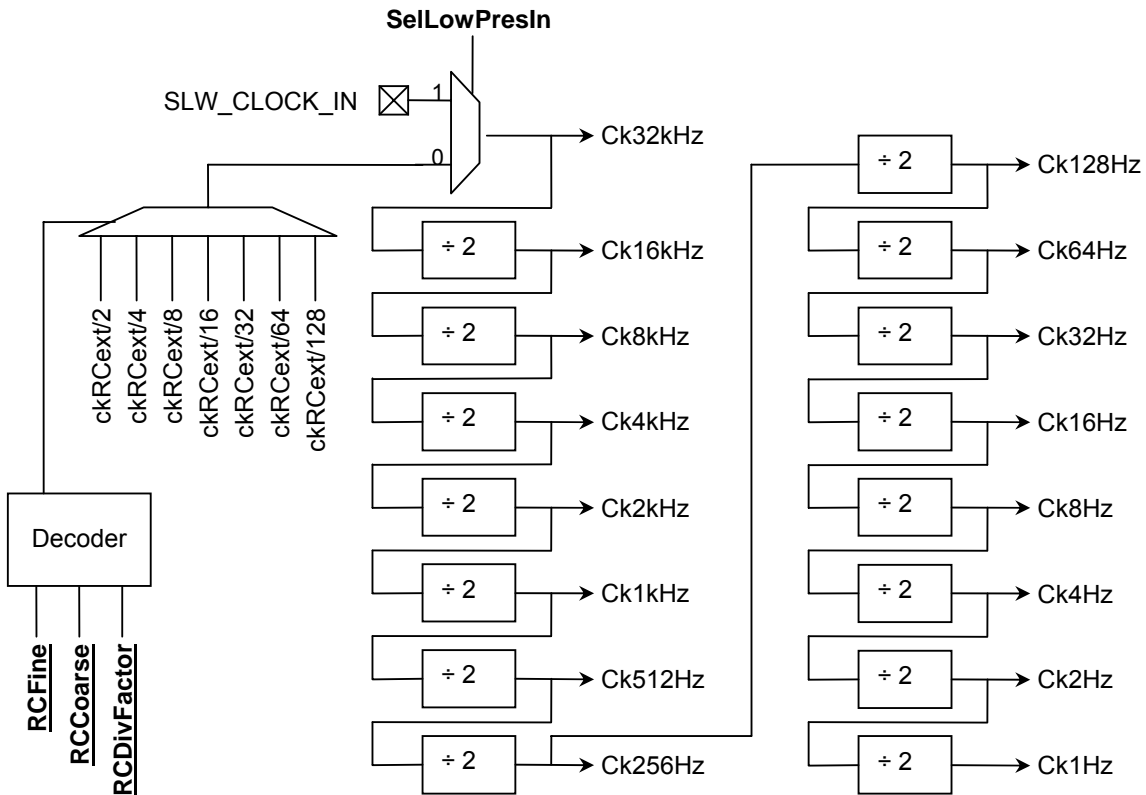 SelLowPresIn
SLW_CLOCK_IN
1
0
Ck32kHz
ckRCext/2
ckRCext/4
ckRCext/8
ckRCext/16
ckRCext/32
ckRCext/64
ckRCext/128
Decoder
RCFine
RCCoarse
RCDivFactor
÷ 2
Ck16kHz
÷ 2
Ck8kHz
÷ 2
Ck4kHz
÷ 2
Ck2kHz
÷ 2
Ck1kHz
÷ 2
Ck512Hz
÷ 2
Ck256Hz
÷ 2
Ck128Hz
÷ 2
Ck64Hz
÷ 2
Ck32Hz
÷ 2
Ck16Hz
÷ 2
Ck8Hz
÷ 2
Ck4Hz
÷ 2
Ck2Hz
÷ 2
Ck1Hz